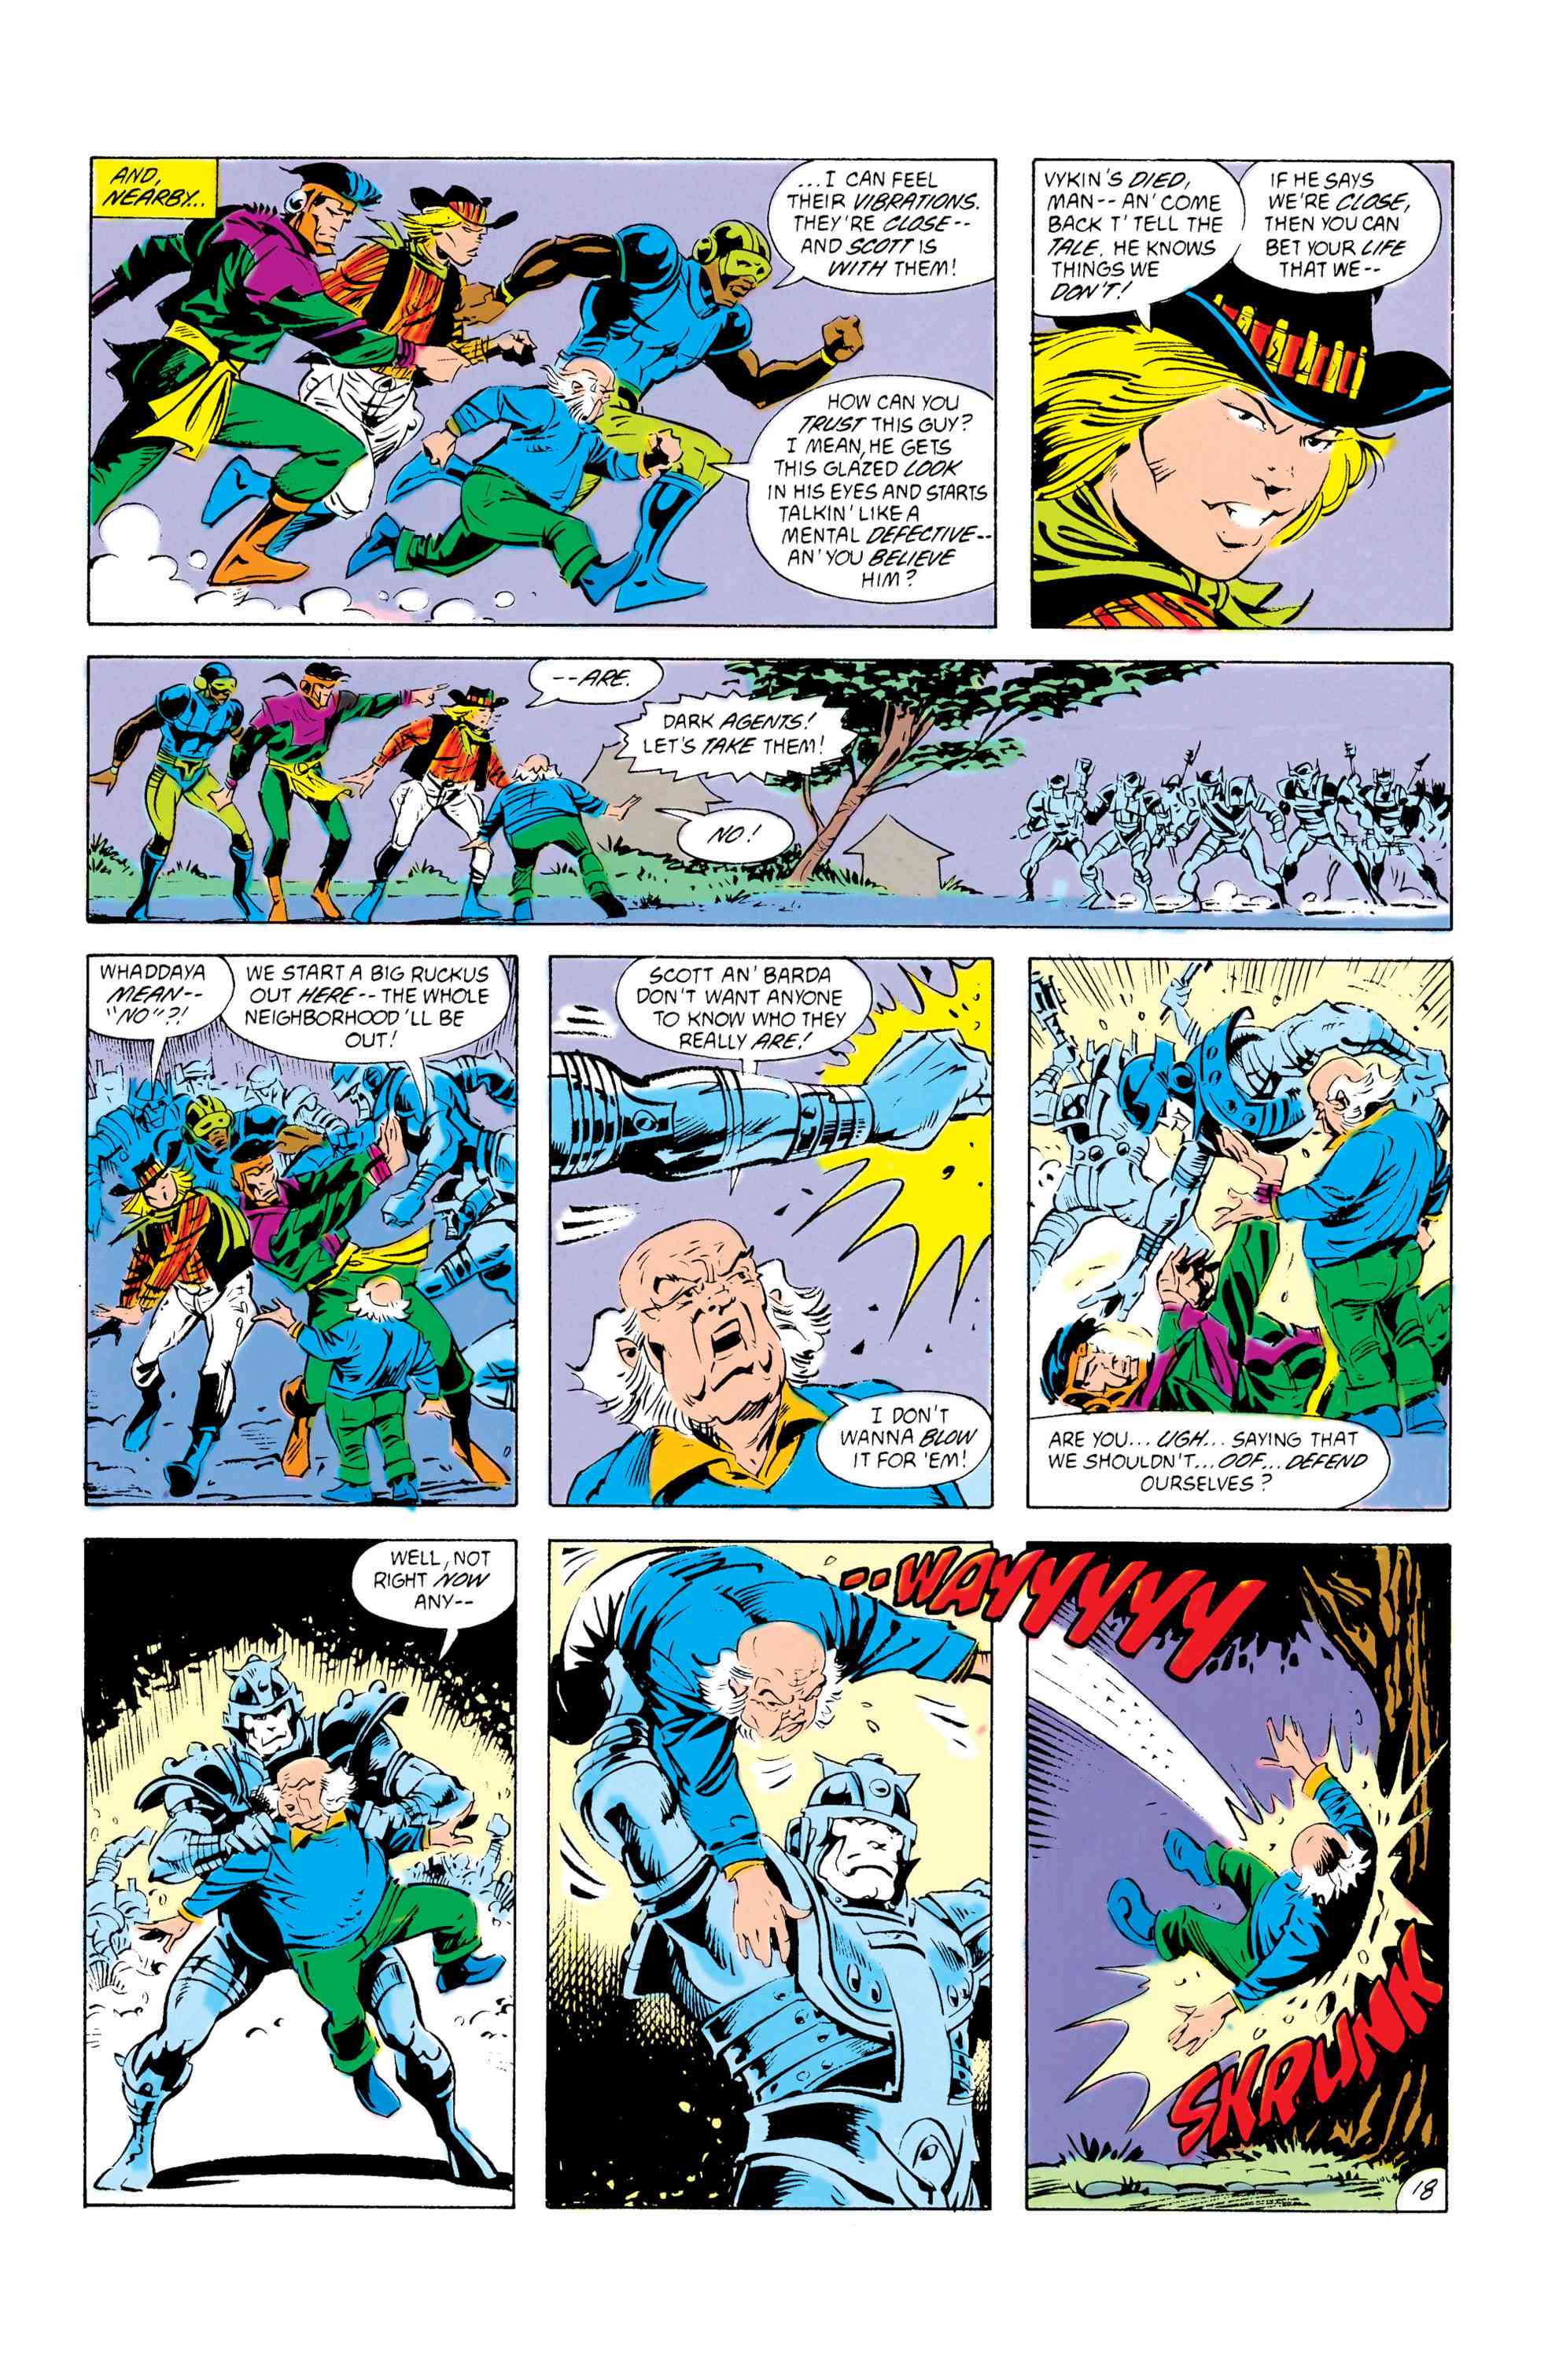 AND,
NEARBY...
...I CAN FEEL
THEIR VIBRATIONS.
THEY'RE CLOSE--
AND SCOTT IS
WITH THEM!
HOW CAN YOU
TRUST THIS GUY?
I MEAN, HE GETS
THIS GLAZED LOOK
IN HIS EYES AND STARTS
TALKIN' LIKE A
MENTAL DEFECTIVE--
AN' YOU BELIEVE
HIM?
VYKIN'S DIED,
MAN-- AN' COME
BACK T' TELL THE
TALE. HE KNOWS
THINGS WE
DON'T!
IF HE SAYS
WE'RE CLOSE,
THEN YOU CAN
BET YOUR LIFE
THAT WE--
--ARE.
DARK AGENTS!
LET'S TAKE THEM!
NO!
WHADDAYA
MEAN--
"NO"?!
WE START A BIG RUCKUS
OUT HERE-- THE WHOLE
NEIGHBORHOOD'LL BE
OUT!
SCOTT AN' BARDA
DON'T WANT ANYONE
TO KNOW WHO THEY
REALLY ARE!
I DON'T
WANNA BLOW
IT FOR 'EM!
ARE YOU... UGH... SAYING THAT
WE SHOULDN'T... OOF... DEFEND
OURSELVES?
WELL, NOT
RIGHT NOW
ANY--
--WAYYYYYY
SKRUNK
18